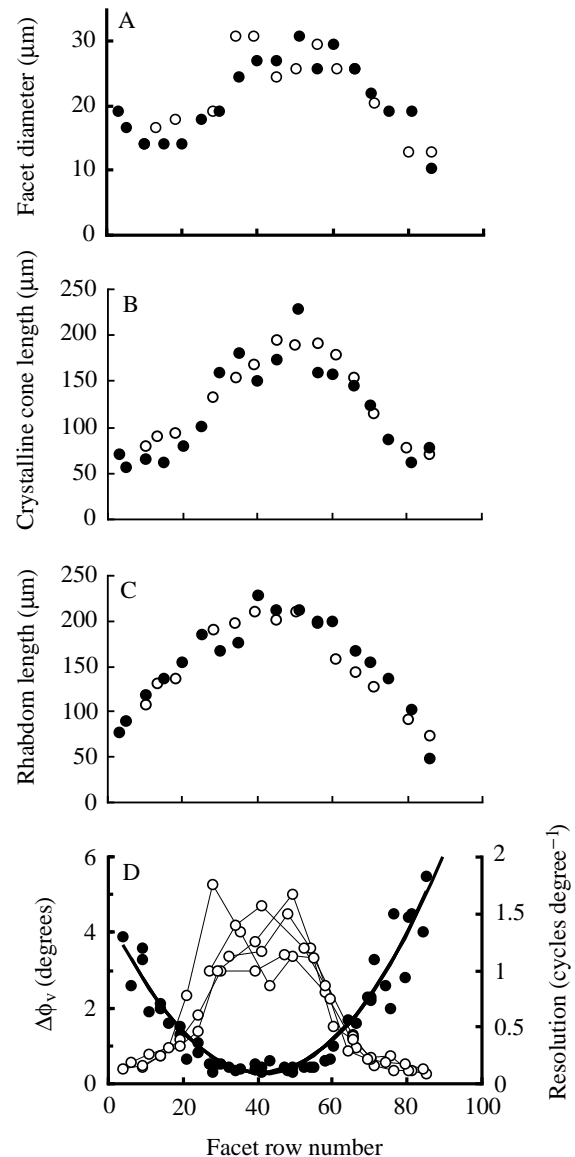 A
Facet diameter (μm)
30
20
10
0
B
Crystalline cone length (μm)
250
200
150
100
50
0
C
Rhabdom length (μm)
250
200
150
100
50
0
D
Δϕv (degrees)
6
4
2
0
Resolution (cycles degree−1)
2
1.5
1
0.5
0
0 20 40 60 80 100
Facet row number